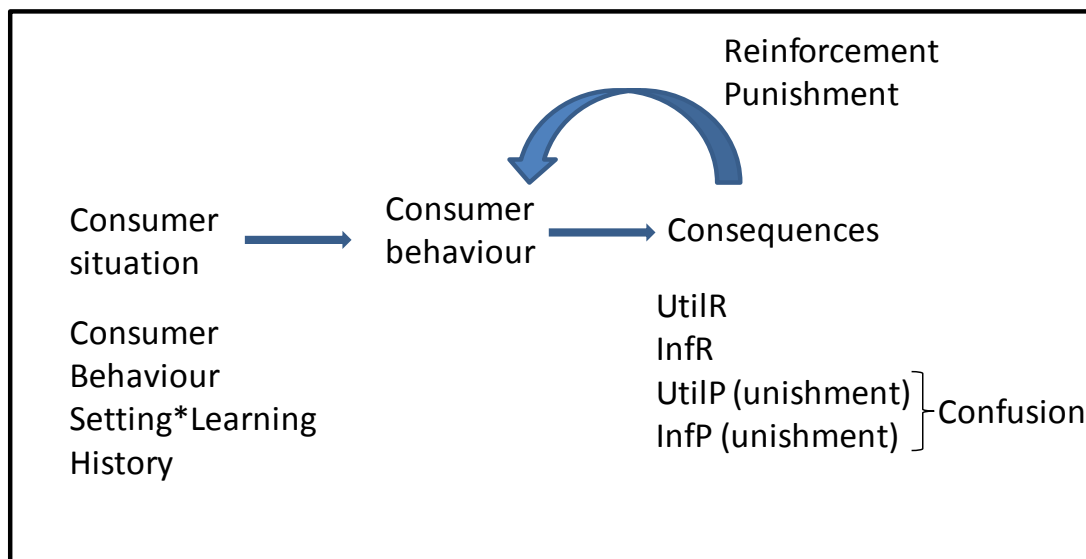 Reinforcement
Punishment
Consumer
situation
Consumer
behaviour
Consequences
Consumer
Behaviour
Setting*Learning
History
UtilR
InfR
UtilP (unishment)
InfP (unishment)
Confusion